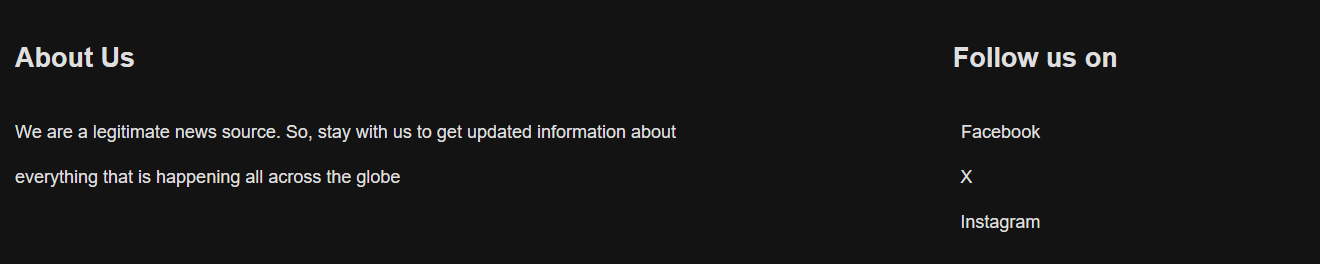 About Us
We are a legitimate news source. So, stay with us to get updated information about
everything that is happening all across the globe
Follow us on
Facebook
X
Instagram